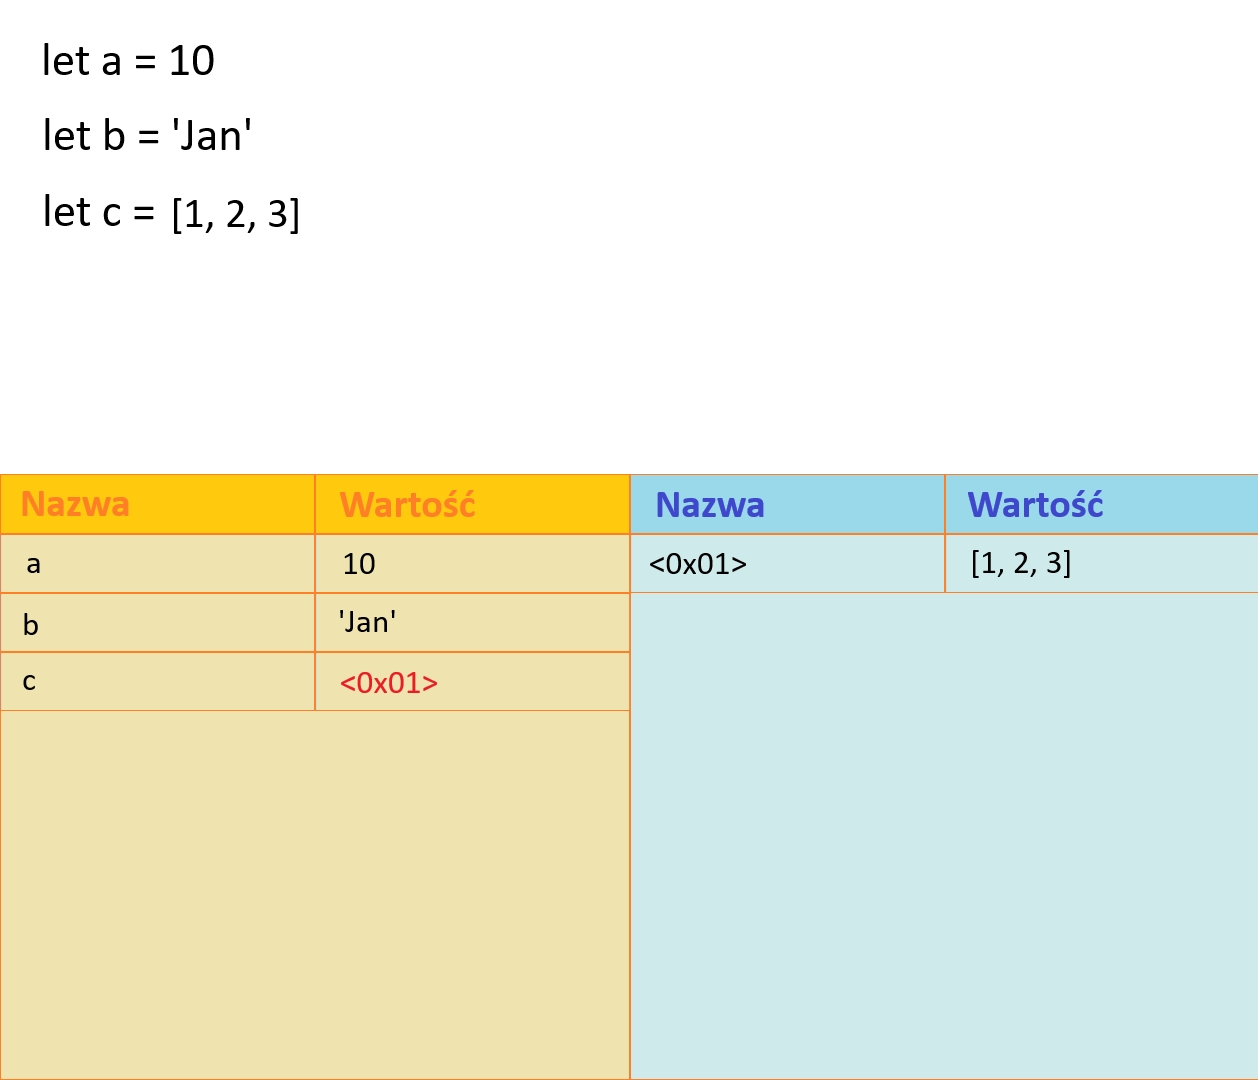 let a = 10
let b = 'Jan'
let c = [1, 2, 3]
Nazwa Wartość Nazwa Wartość
a 10 <0x01> [1, 2, 3]
b 'Jan'
c <0x01>